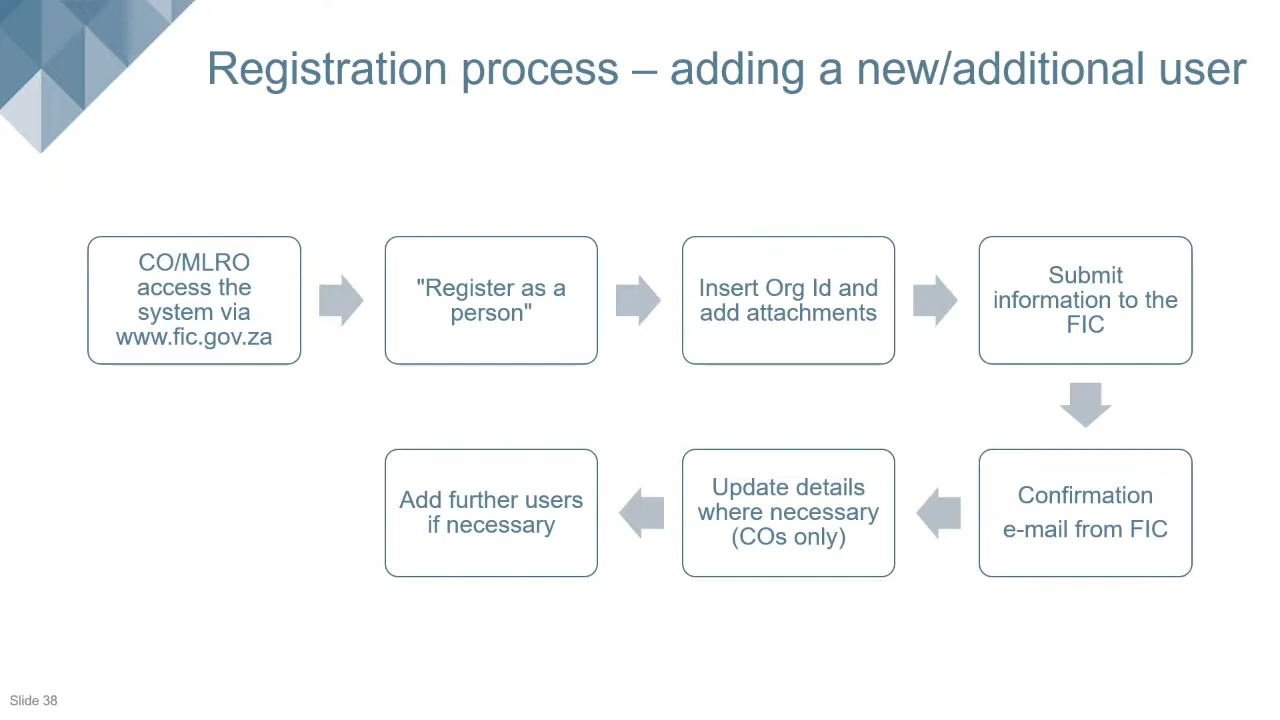 Registration process – adding a new/additional user
CO/MLRO
access the
system via
www.fic.gov.za
"Register as a
person"
Insert Org Id and
add attachments
Submit
information to the
FIC
Confirmation
e-mail from FIC
Update details
where necessary
(COs only)
Add further users
if necessary
Slide 38